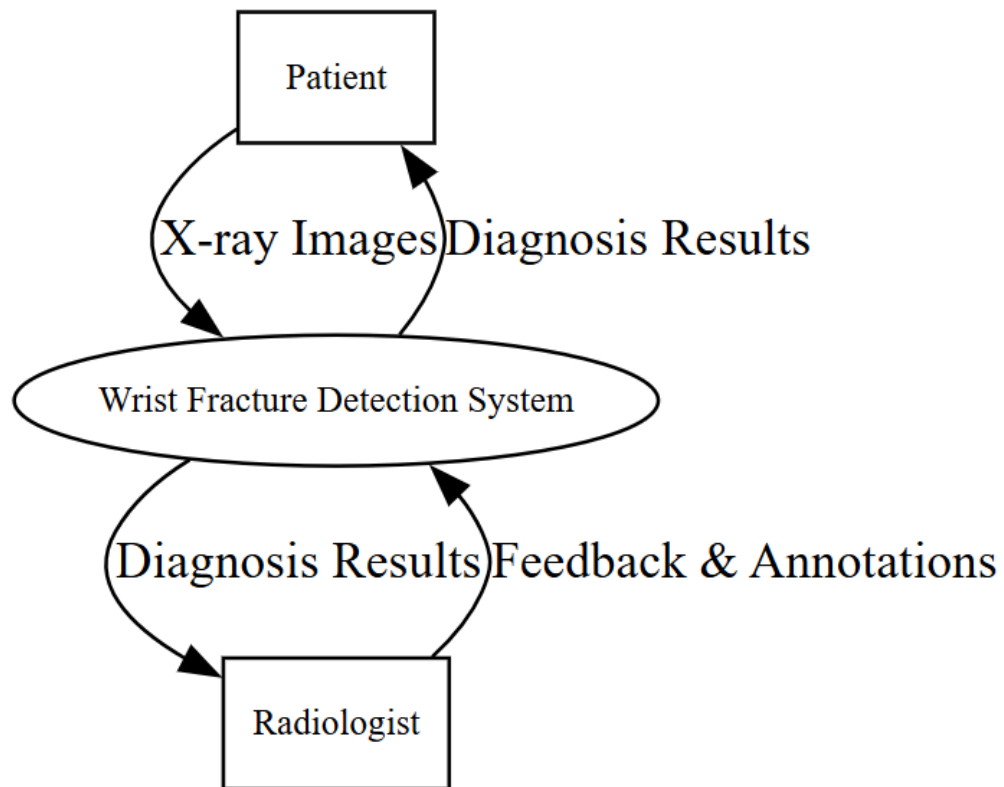 Patient
X-ray Images
Diagnosis Results
Wrist Fracture Detection System
Diagnosis Results
Feedback & Annotations
Radiologist